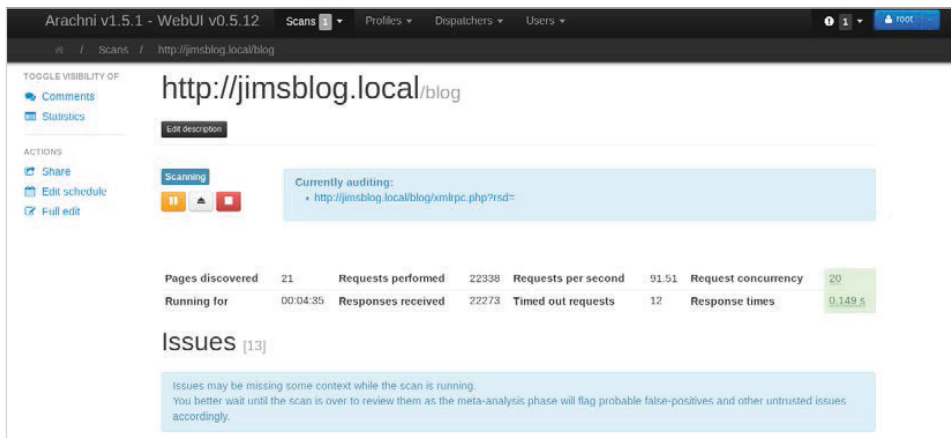 Arachni v1.5.1 - WebUI v0.5.12 Scans 1 Profiles Dispatchers Users 1 root
/ Scans / http://jimsblog.local/blog
TOGGLE VISIBILITY OF
Comments
Statistics
ACTIONS
Share
Edit schedule
Full edit
http://jimsblog.local/blog
Edit description
Scanning
Currently auditing:
• http://jimsblog.local/blog/xmlrpc.php?rsd=
Pages discovered 21 Requests performed 22338 Requests per second 91.51 Request concurrency 20
Running for 00:04:35 Responses received 22273 Timed out requests 12 Response times 0.149 s
Issues [13]
Issues may be missing some context while the scan is running.
You better wait until the scan is over to review them as the meta-analysis phase will flag probable false-positives and other untrusted issues
accordingly.